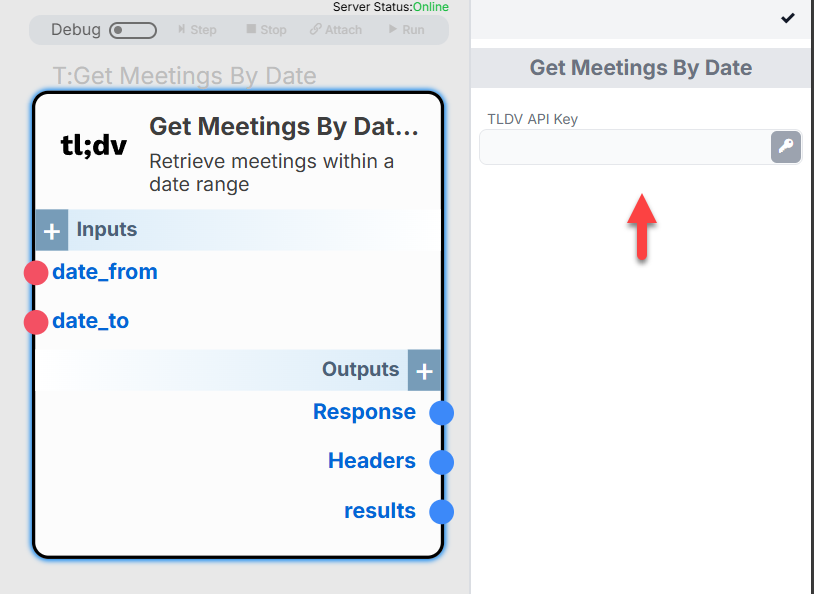 Server Status:Online
Debug Step Stop Attach Run
T:Get Meetings By Date
tl;dv
Get Meetings By Dat...
Retrieve meetings within a
date range
+ Inputs
date_from
date_to
Outputs +
Response
Headers
results
Get Meetings By Date
TLDV API Key